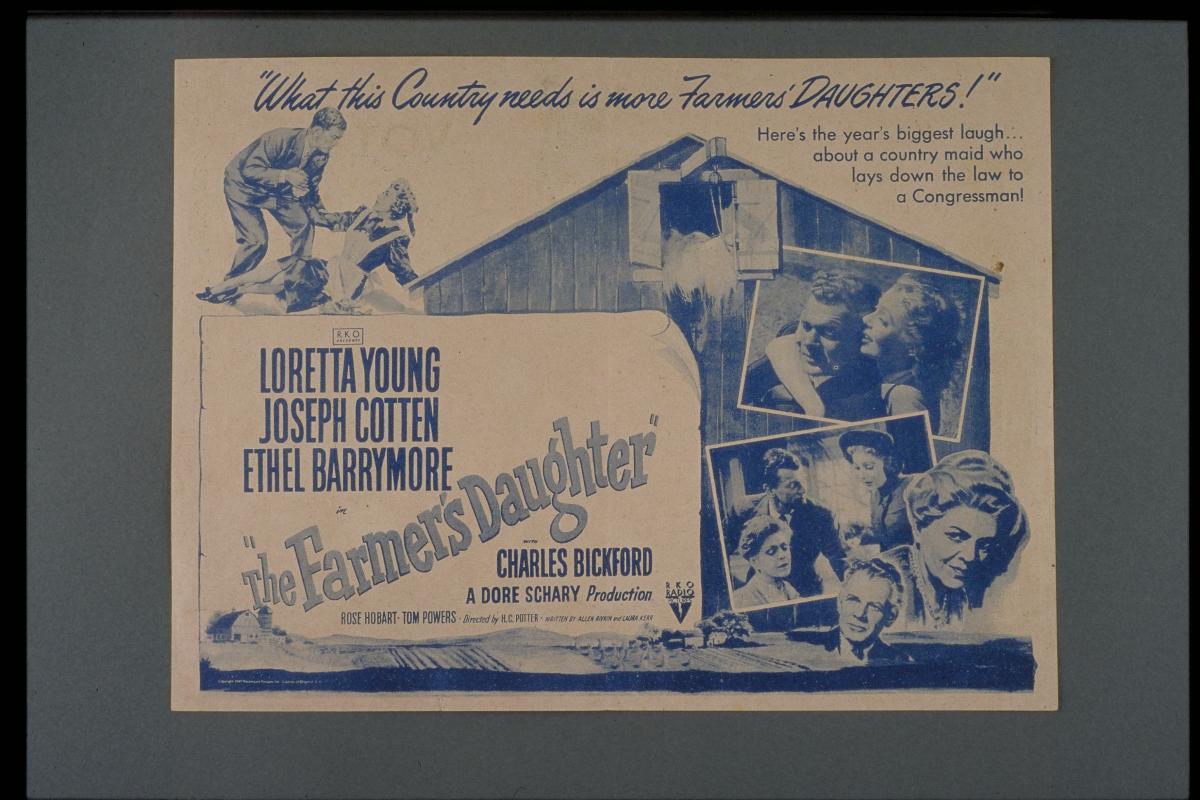 "What this Country needs is more Farmers' DAUGHTERS!"
Here's the year's biggest laugh...
about a country maid who
lays down the law to
a Congressman!
RKO
PRESENTS
LORETTA YOUNG
JOSEPH COTTEN
ETHEL BARRYMORE
in
"The Farmer's Daughter"
WITH
CHARLES BICKFORD
A DORE SCHARY Production
RKO
RADIO
PICTURES
ROSE HOBART · TOM POWERS · Directed by H.C. POTTER · WRITTEN BY ALLEN RIVKIN and LAURA KERR